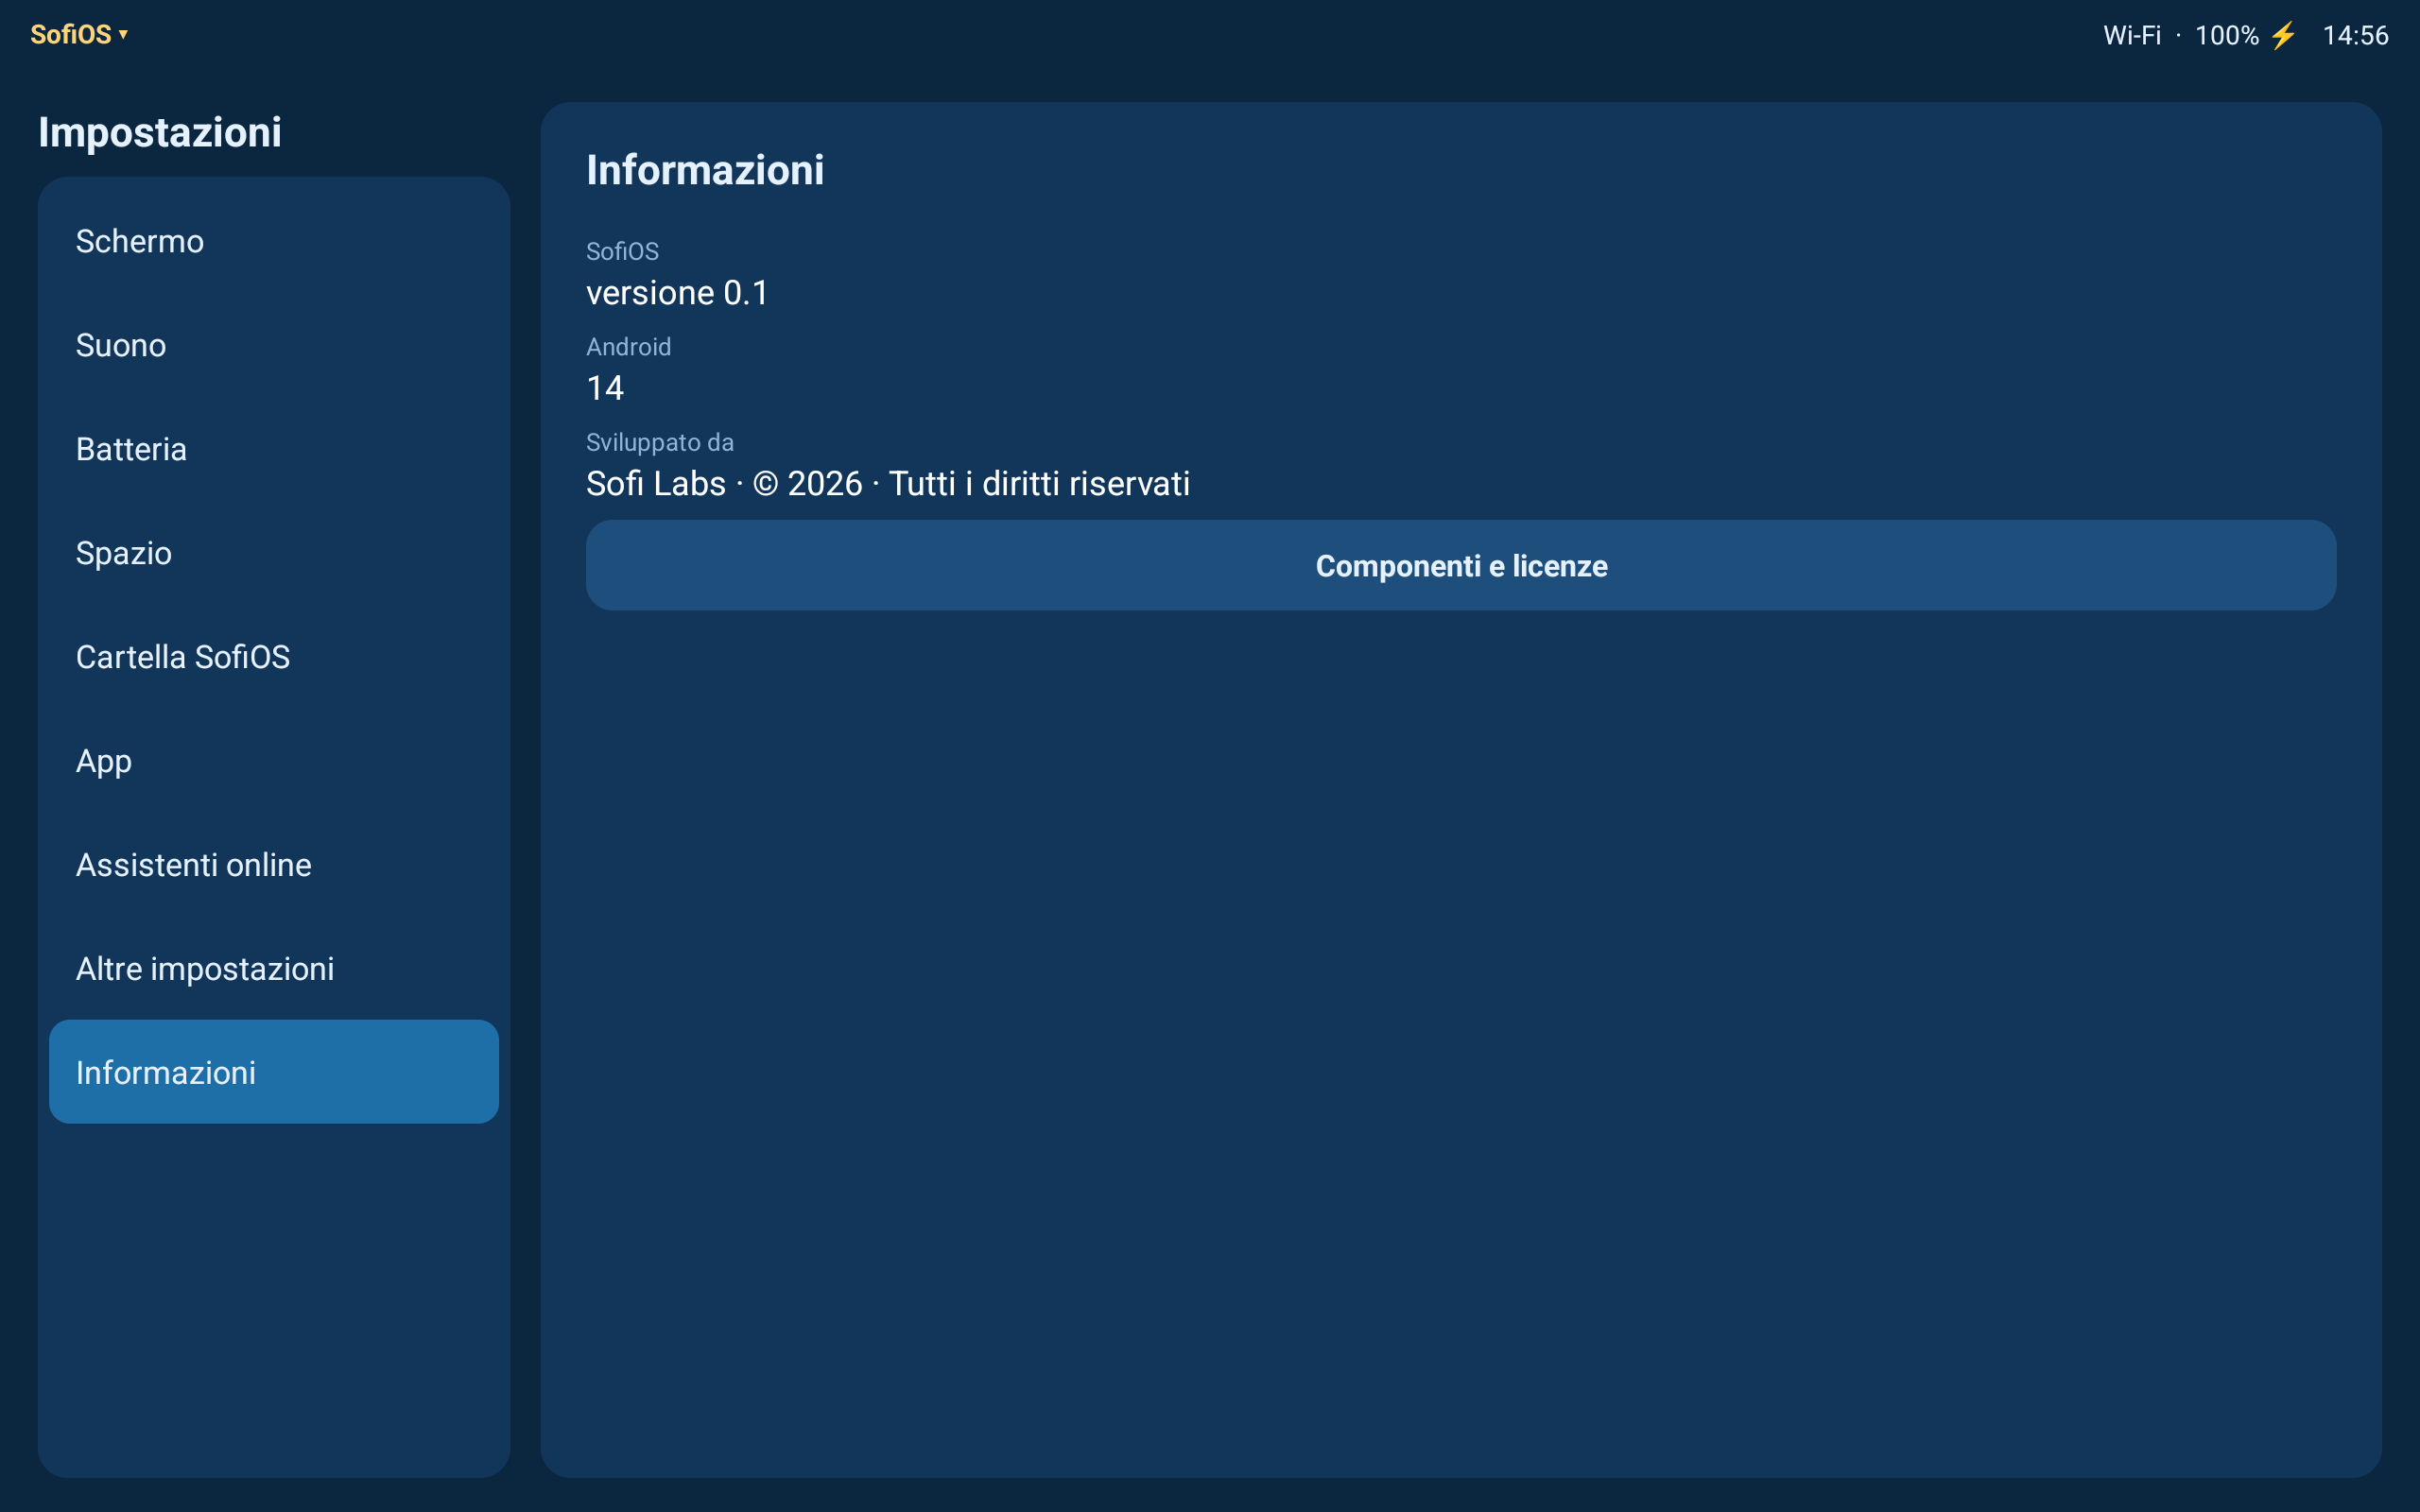 SofiOS ▾
Wi-Fi · 100% ⚡ 14:56
Impostazioni
Schermo
Suono
Batteria
Spazio
Cartella SofiOS
App
Assistenti online
Altre impostazioni
Informazioni
Informazioni
SofiOS
versione 0.1
Android
14
Sviluppato da
Sofi Labs · © 2026 · Tutti i diritti riservati
Componenti e licenze